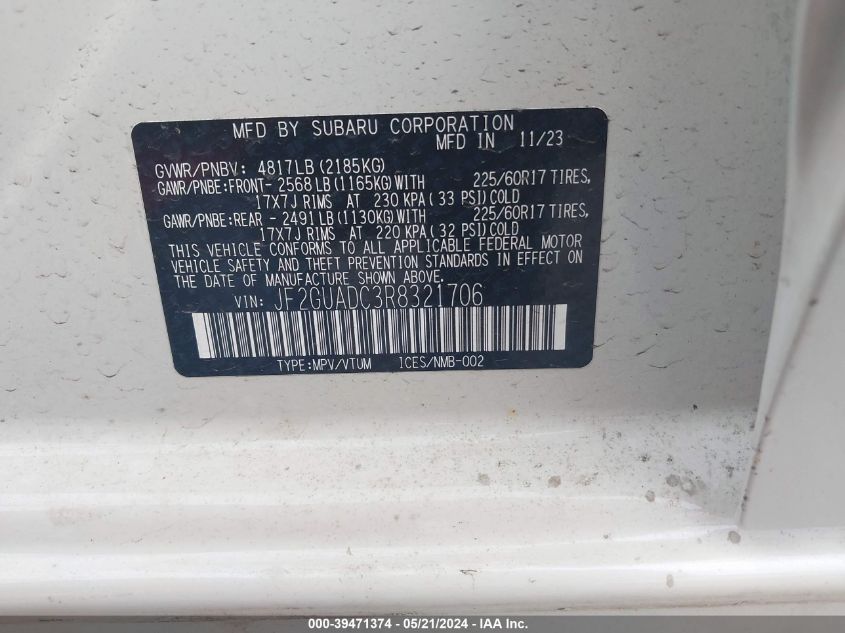 MFD BY SUBARU CORPORATION
MFD IN 11/23
GVWR/PNBV: 4817LB (2185KG)
GAWR/PNBE:FRONT- 2568 LB (1165KG) WITH 225/60R17 TIRES,
17X7J RIMS AT 230 KPA ( 33 PSI) COLD
GAWR/PNBE:REAR - 2491 LB (1130KG) WITH 225/60R17 TIRES,
17X7J RIMS AT 220 KPA ( 32 PSI) COLD
THIS VEHICLE CONFORMS TO ALL APPLICABLE FEDERAL MOTOR
VEHICLE SAFETY AND THEFT PREVENTION STANDARDS IN EFFECT ON
THE DATE OF MANUFACTURE SHOWN ABOVE.
VIN: JF2GUADC3R8321706
TYPE:MPV/VTUM ICES/NMB-002
000-39471374 - 05/21/2024 - IAA Inc.